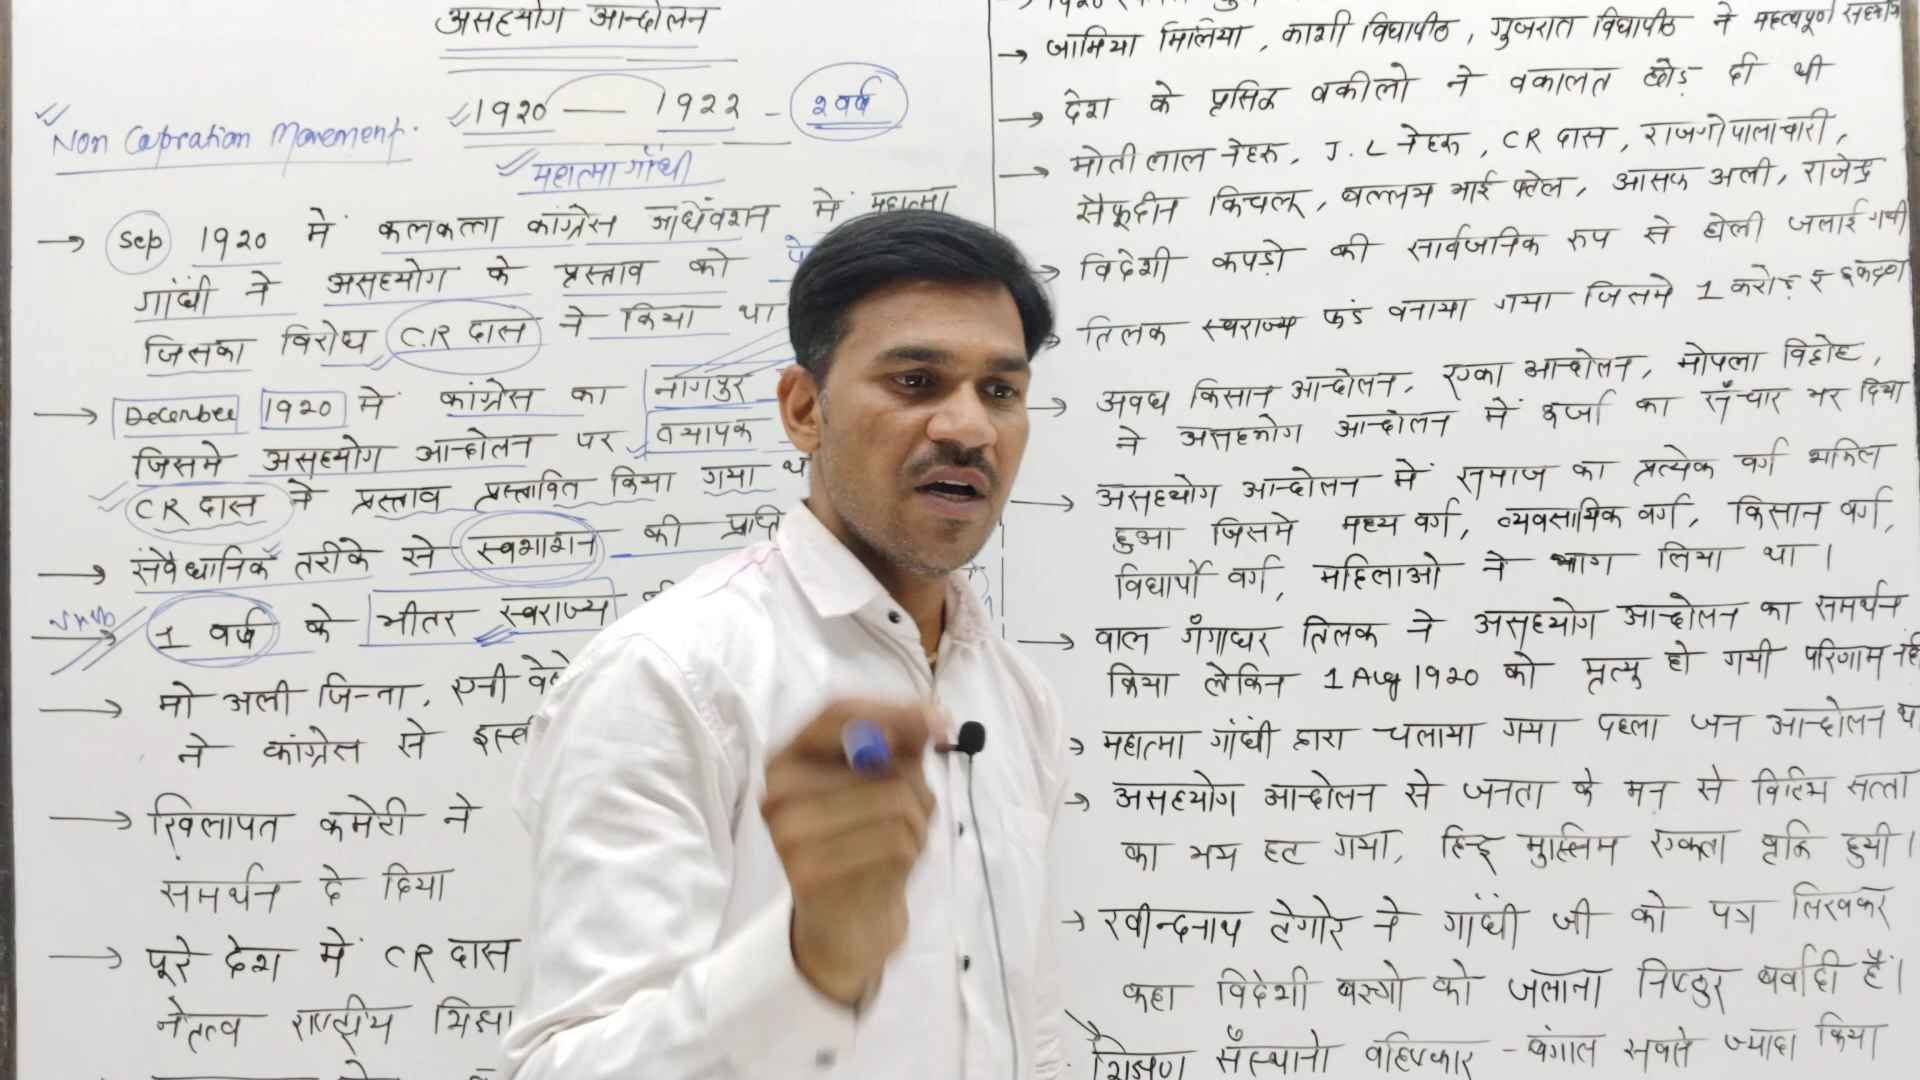 असहयोग आन्दोलन
1920 — 1922 - 2 वर्ष
Non Copration Movement.
महात्मा गाँधी
→ Sep 1920 में कलकत्ता कांग्रेस अधिवेशन में महात्मा
गांधी ने असहयोग के प्रस्ताव को
जिसका विरोध C.R दास ने किया था
→ December 1920 में कांग्रेस का नागपुर
जिसमे असहयोग आन्दोलन पर व्यापक
CR दास ने प्रस्ताव प्रस्तावित किया गया
→ संवैधानिक तरीके से स्वशासन की प्राप्ति
→ 1 वर्ष के भीतर स्वराज्य
→ मो अली जिन्ना, एनी
ने कांग्रेस से
→ खिलापत कमेटी ने
समर्थन दे दिया
→ पूरे देश में CR दास
नेतृत्व राष्ट्रीय शिक्षा
→ जामिया मिलिया, काशी विद्यापीठ, गुजरात विद्यापीठ ने महत्वपूर्ण
→ देश के प्रसिद्ध वकीलो ने वकालत छोड़ दी थी
→ मोती लाल नेहरू, J.L नेहरू, CR दास, राजगोपालाचारी,
सैफूद्दीन किचलू, बल्लभ भाई पटेल, आसफ अली, राजेन्द्र
→ विदेशी कपड़ो की सार्वजनिक रुप से होली जलाई गयी
→ तिलक स्वराज्य फंड बनाया गया जिसमे 1 करोड़ रु
→ अवध किसान आन्दोलन, एका आन्दोलन, मोपला विद्रोह,
ने असहयोग आन्दोलन में ऊर्जा का सँचार भर दिया
→ असहयोग आन्दोलन में समाज का प्रत्येक वर्ग शामिल
हुआ जिसमे मध्य वर्ग, व्यवसायिक वर्ग, किसान वर्ग,
विद्यार्थी वर्ग, महिलाओ ने भाग लिया था।
→ बाल गँगाधर तिलक ने असहयोग आन्दोलन का समर्थन
किया लेकिन 1 Aug 1920 को मृत्यु हो गयी परिणाम
→ महात्मा गांधी द्वारा चलाया गया पहला जन आन्दोलन
→ असहयोग आन्दोलन से जनता के मन से ब्रिटिश सत्ता
का भय हट गया, हिन्दू मुस्लिम एकता वृद्धि हुयी।
→ रवीन्द्रनाथ टेगोर ने गांधी जी को पत्र लिखकर
कहा विदेशी वस्त्रो को जलाना निष्ठुर बर्बादी है।
शिक्षण सँस्थानो बहिष्कार - बंगाल सबसे ज्यादा किया